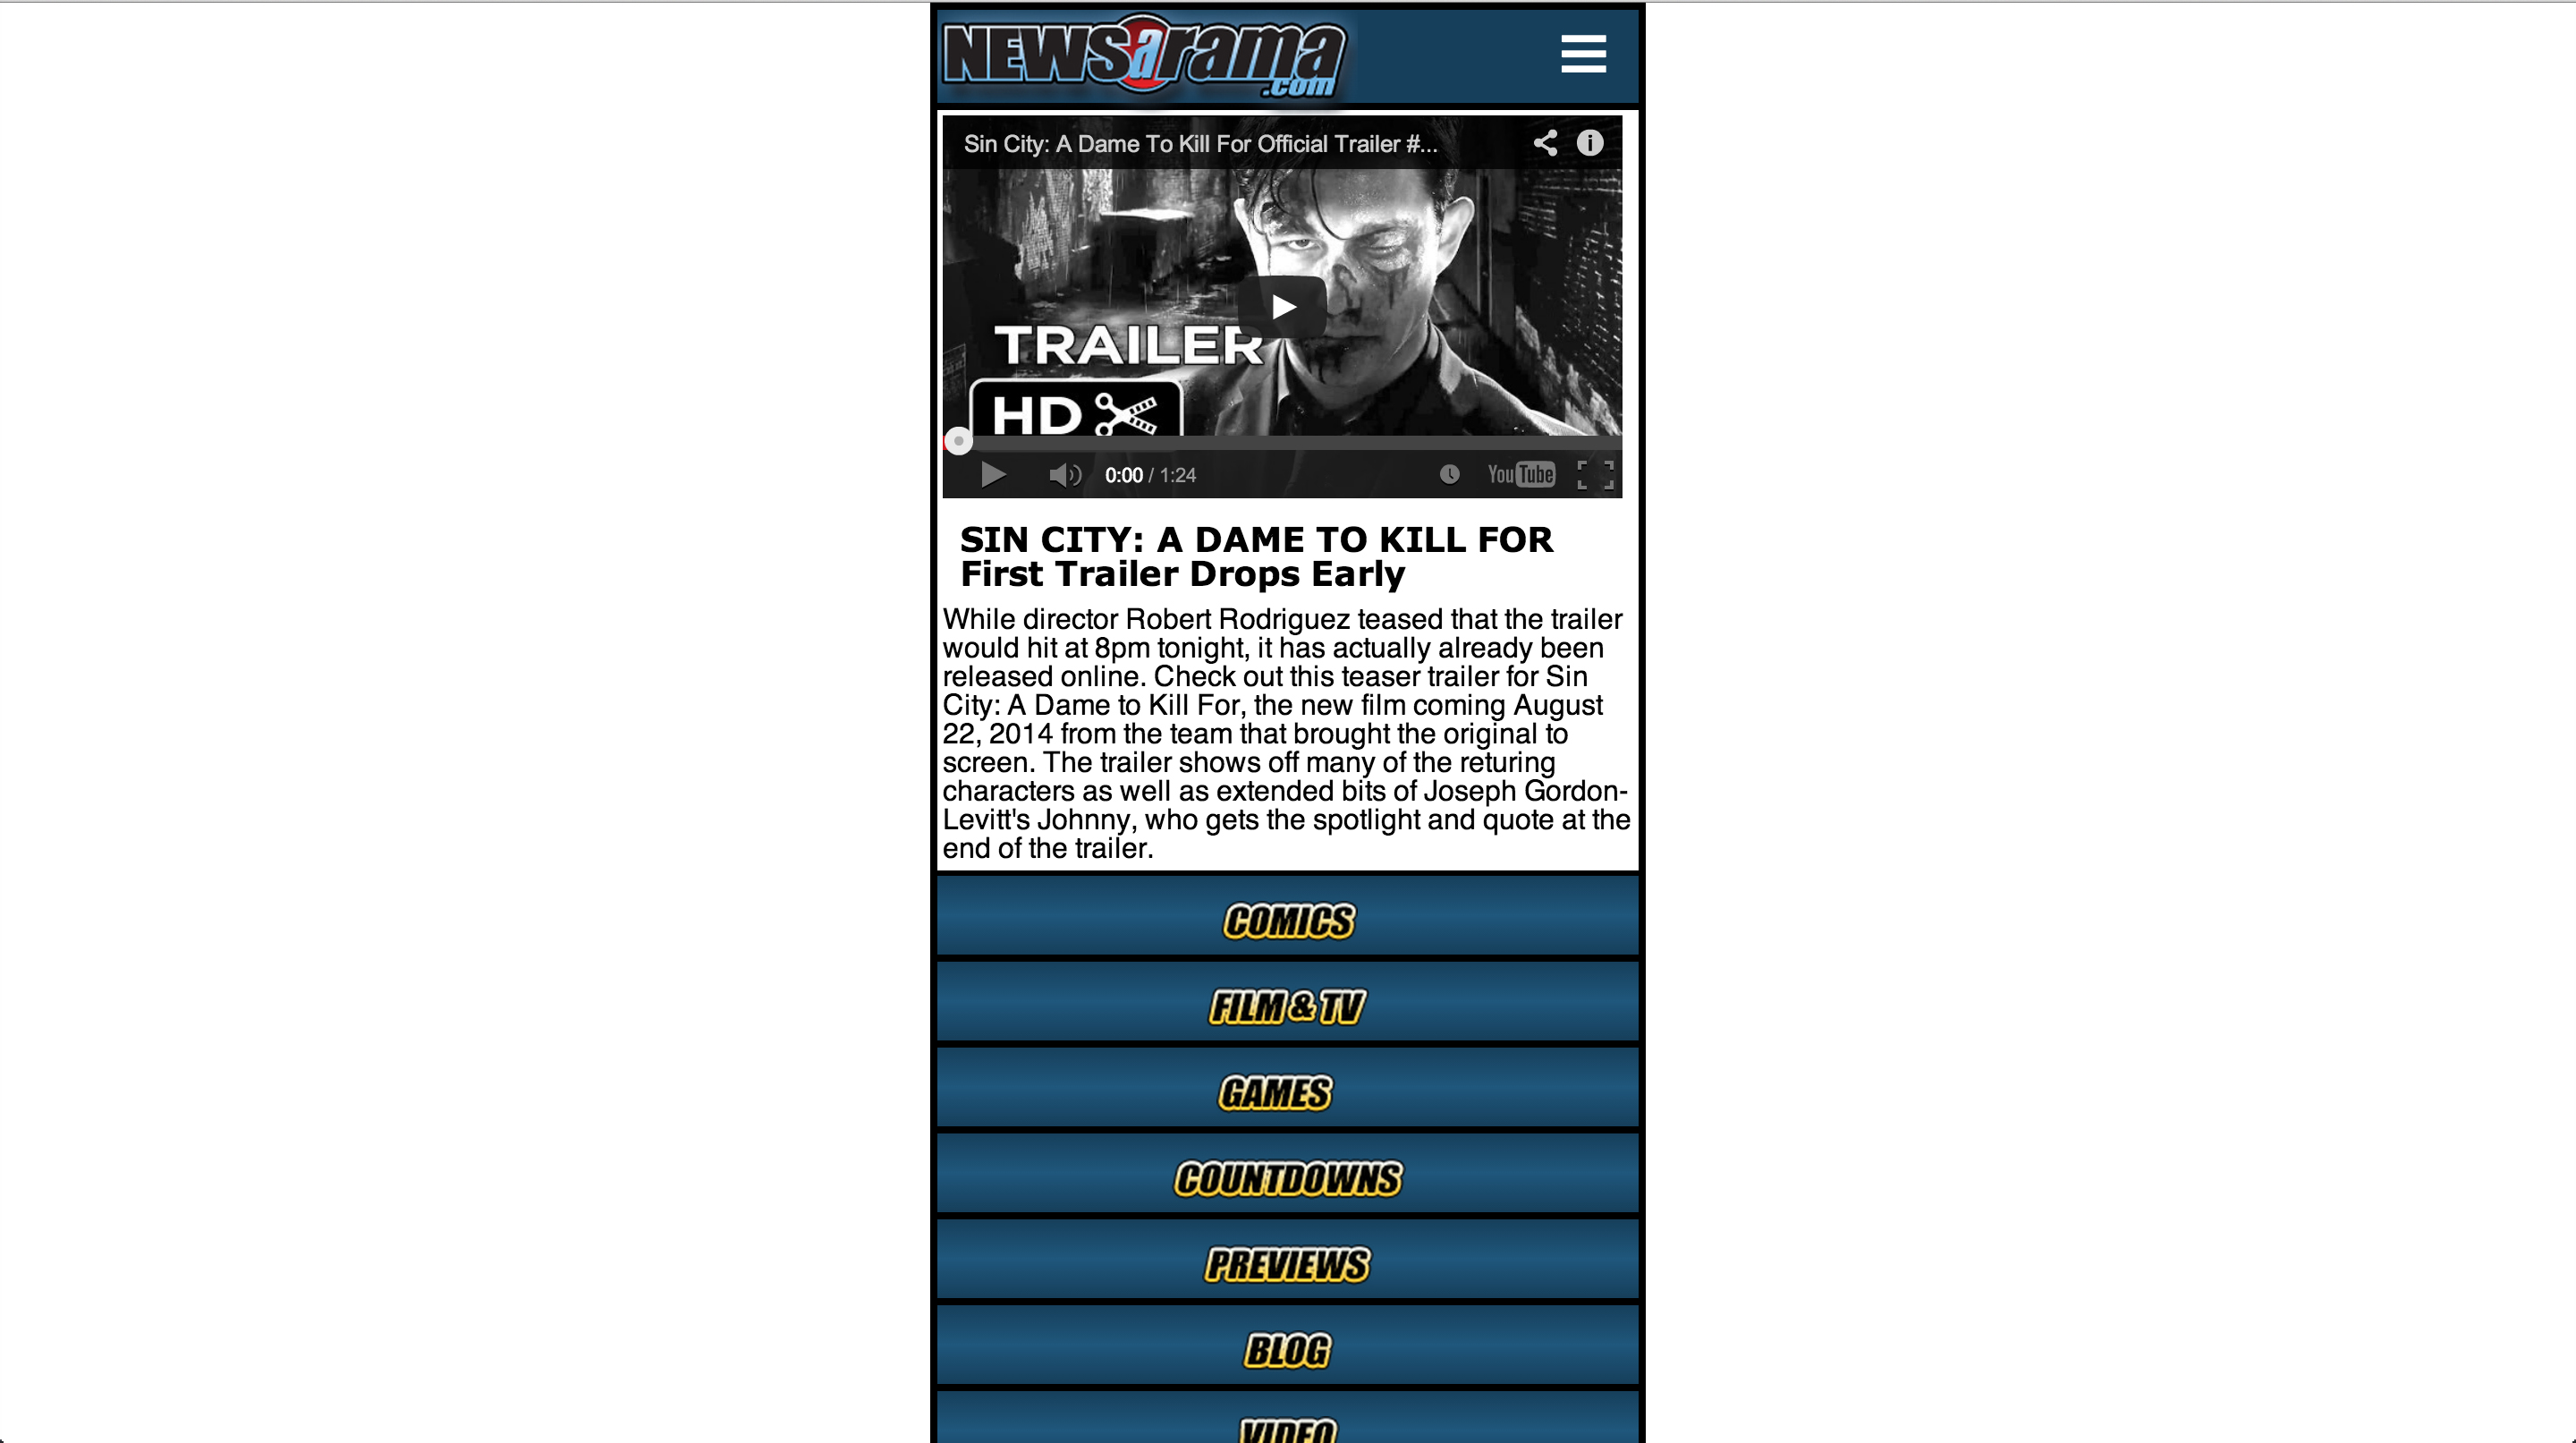 NEWSarama
.com
Sin City: A Dame To Kill For Official Trailer #...
TRAILER
HD
0:00 / 1:24
YouTube
SIN CITY: A DAME TO KILL FOR
First Trailer Drops Early
While director Robert Rodriguez teased that the trailer
would hit at 8pm tonight, it has actually already been
released online. Check out this teaser trailer for Sin
City: A Dame to Kill For, the new film coming August
22, 2014 from the team that brought the original to
screen. The trailer shows off many of the returing
characters as well as extended bits of Joseph Gordon-
Levitt's Johnny, who gets the spotlight and quote at the
end of the trailer.
COMICS
FILM & TV
GAMES
COUNTDOWNS
PREVIEWS
BLOG
VIDEO